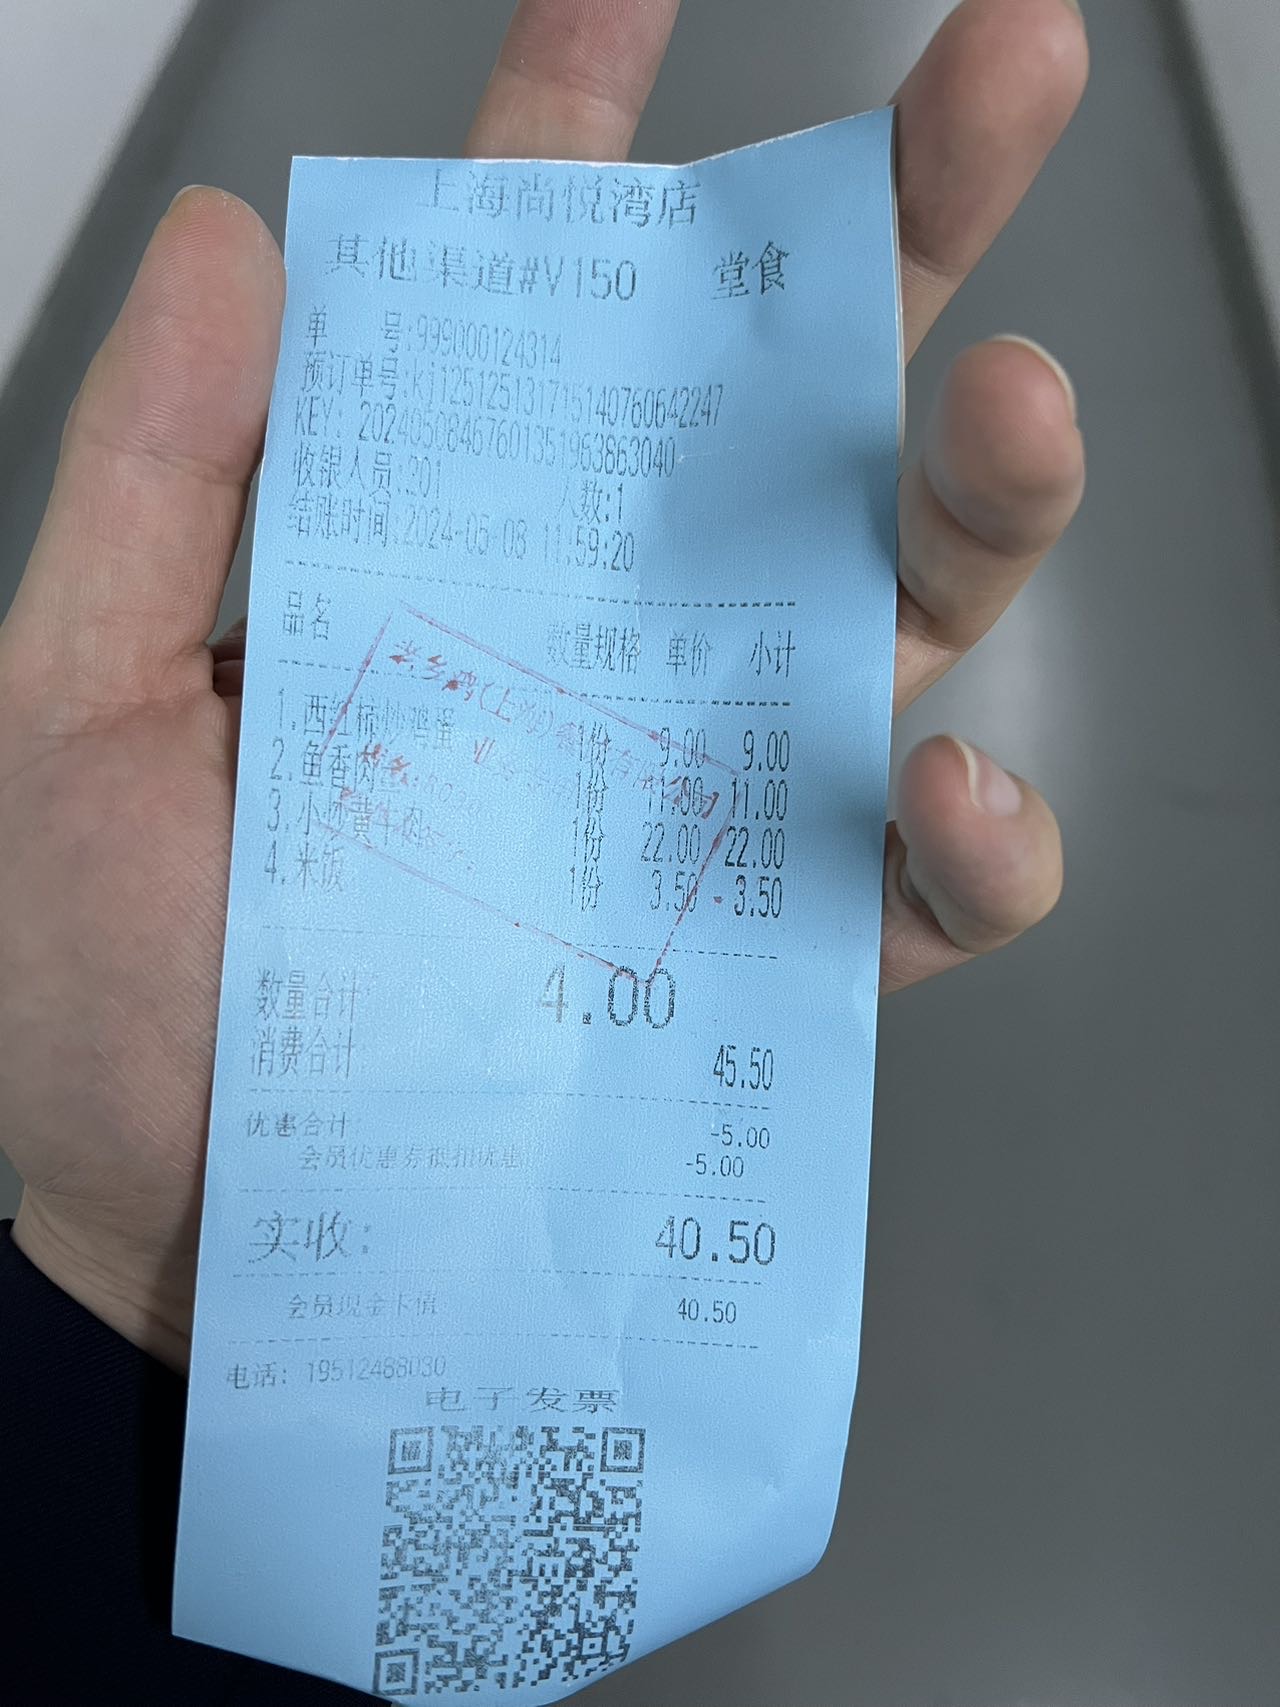 上海尚悦湾店
其他渠道#V150 堂食
单 号:999000124314
预订单号:kj12512513171514076064224​7
KEY: 20240508467601351963863040
收银人员:201 人数:1
结账时间:2024-05-08 11:59:20
品名 数量规格 单价 小计
1.西红柿炒鸡蛋 1份 9.00 9.00
2.鱼香肉 1份 11.00 11.00
3.小炒黄牛肉 1份 22.00 22.00
4.米饭 1份 3.50 3.50
数量合计 4.00
消费合计 45.50
优惠合计: -5.00
会员优惠券抵扣优惠 -5.00
实收: 40.50
会员现金卡值 40.50
电话: 19512488030
电子发票